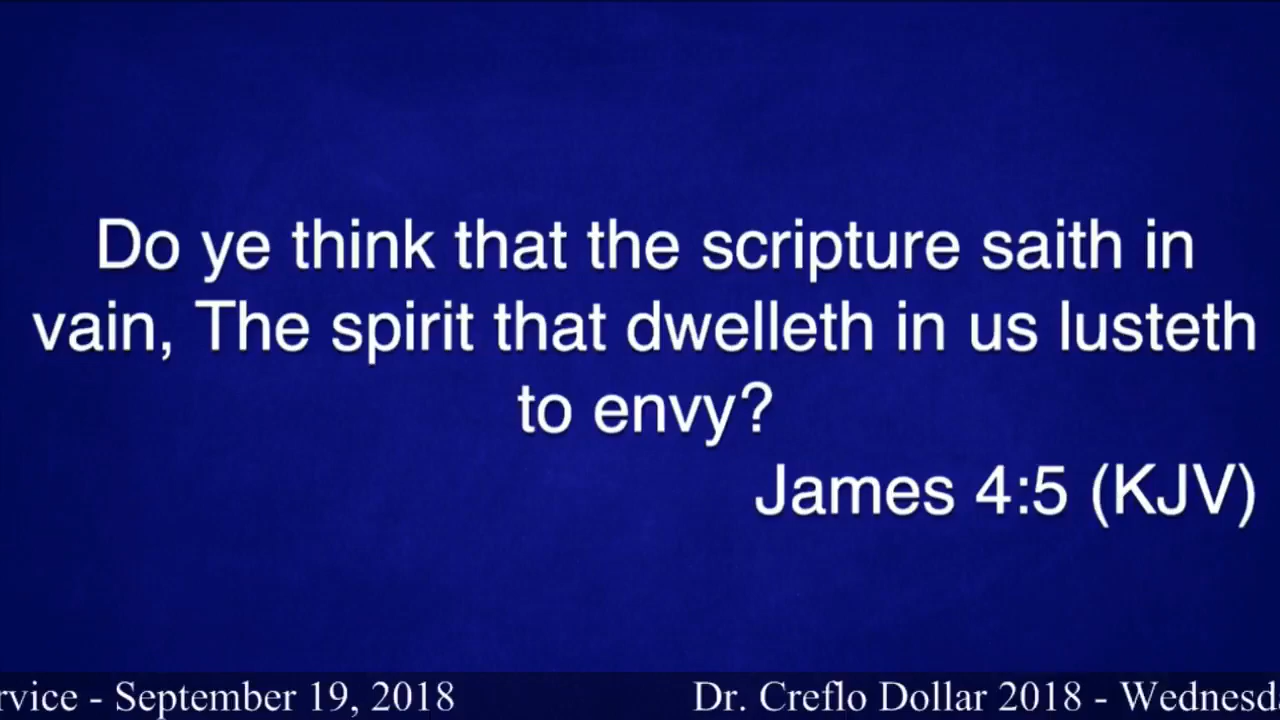 Do ye think that the scripture saith in
vain, The spirit that dwelleth in us lusteth
to envy?
James 4:5 (KJV)
rvice - September 19, 2018 Dr. Creflo Dollar 2018 - Wednesda